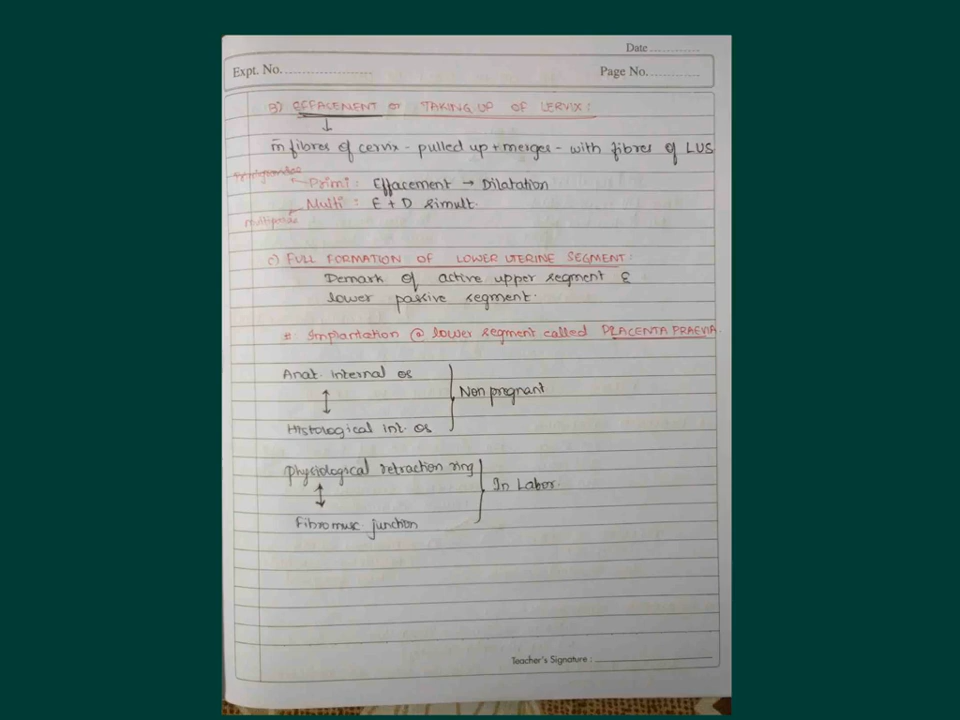 Date
Expt. No.
Page No.
B) EFFACEMENT or TAKING UP OF CERVIX:
↓
m̄ fibres of cervix - pulled up + merges - with fibres of LUS
Primigravidae
Primi: Effacement → Dilatation
Multi: E + D simult.
multiparae
C) FULL FORMATION OF LOWER UTERINE SEGMENT:
Demark of active upper segment &
lower passive segment.
*: Implantation @ lower segment called PLACENTA PRAEVIA.
Anat. internal os
↕
Non pregnant
Histological int. os
Physiological retraction ring
↕
In Labor.
Fibromusc junction
Teacher's Signature: